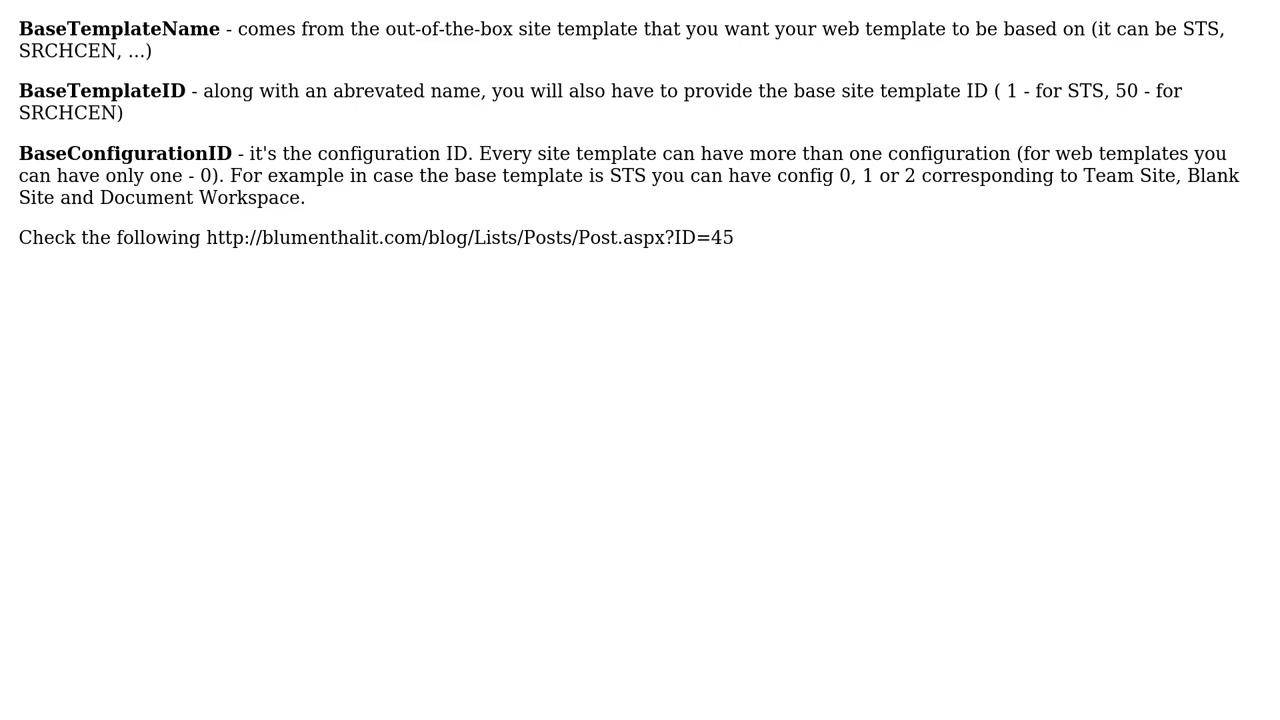 BaseTemplateName - comes from the out-of-the-box site template that you want your web template to be based on (it can be STS,
SRCHCEN, ...)
BaseTemplateID - along with an abrevated name, you will also have to provide the base site template ID ( 1 - for STS, 50 - for
SRCHCEN)
BaseConfigurationID - it's the configuration ID. Every site template can have more than one configuration (for web templates you
can have only one - 0). For example in case the base template is STS you can have config 0, 1 or 2 corresponding to Team Site, Blank
Site and Document Workspace.
Check the following http://blumenthalit.com/blog/Lists/Posts/Post.aspx?ID=45